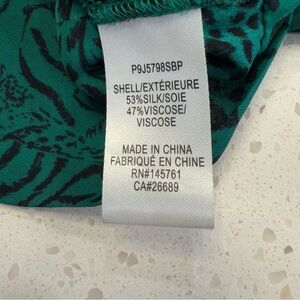 P9J5798SBP
SHELL/EXTÉRIEURE
53%SILK/SOIE
47%VISCOSE/
VISCOSE
MADE IN CHINA
FABRIQUÉ EN CHINE
RN#145761
CA#26689